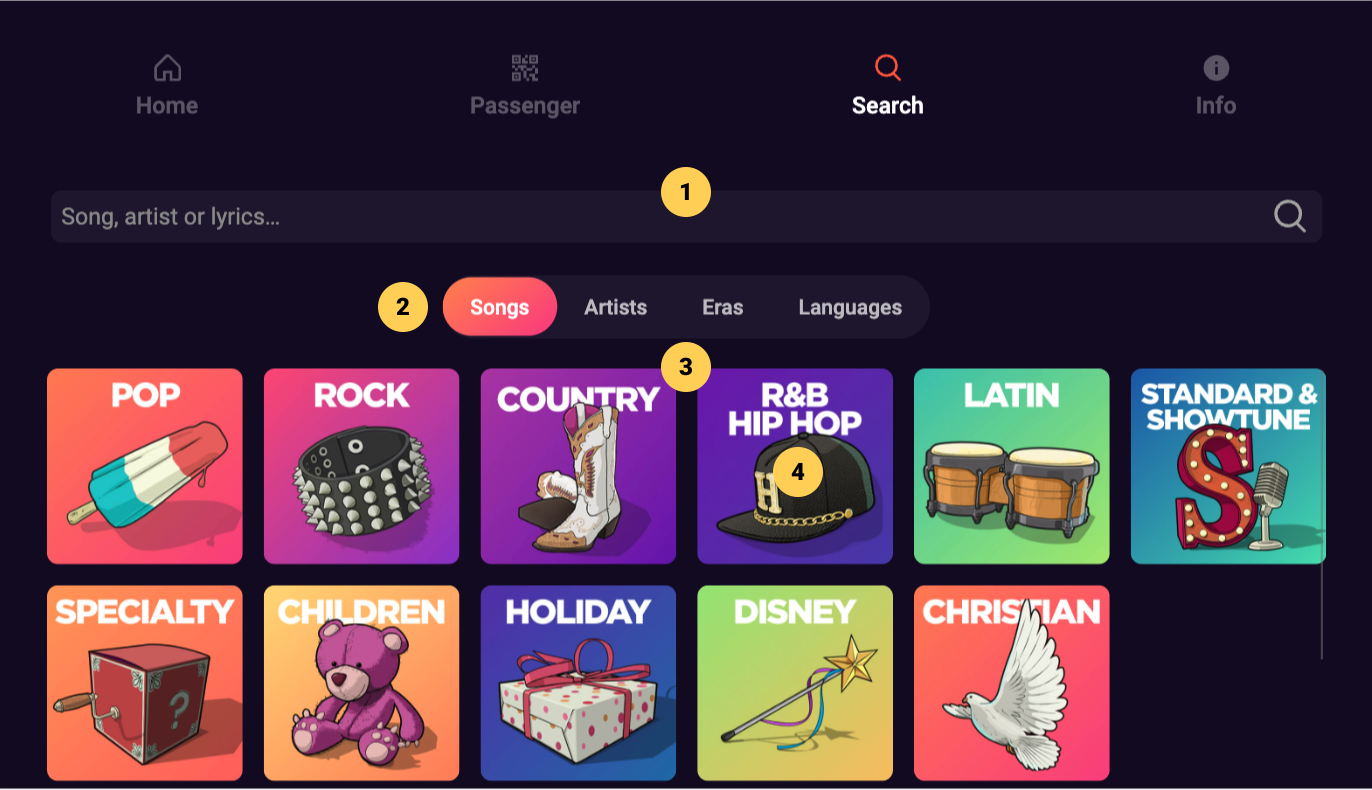 Home
Passenger
Search
Info
1
Song, artist or lyrics...
2
Songs
Artists
Eras
Languages
3
POP
ROCK
COUNTRY
R&B
HIP HOP
LATIN
STANDARD &
SHOWTUNE
H
4
S
SPECIALTY
CHILDREN
HOLIDAY
DISNEY
CHRISTIAN
?